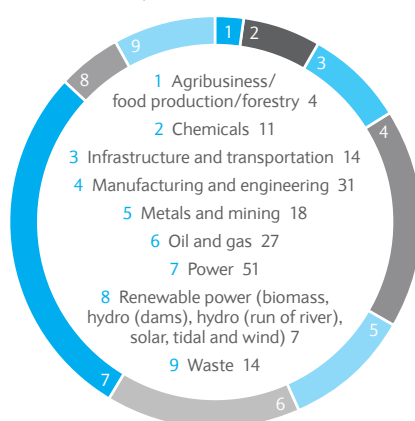 1
2
3
4
5
6
7
8
9
1 Agribusiness/
food production/forestry 4
2 Chemicals 11
3 Infrastructure and transportation 14
4 Manufacturing and engineering 31
5 Metals and mining 18
6 Oil and gas 27
7 Power 51
8 Renewable power (biomass,
hydro (dams), hydro (run of river),
solar, tidal and wind) 7
9 Waste 14